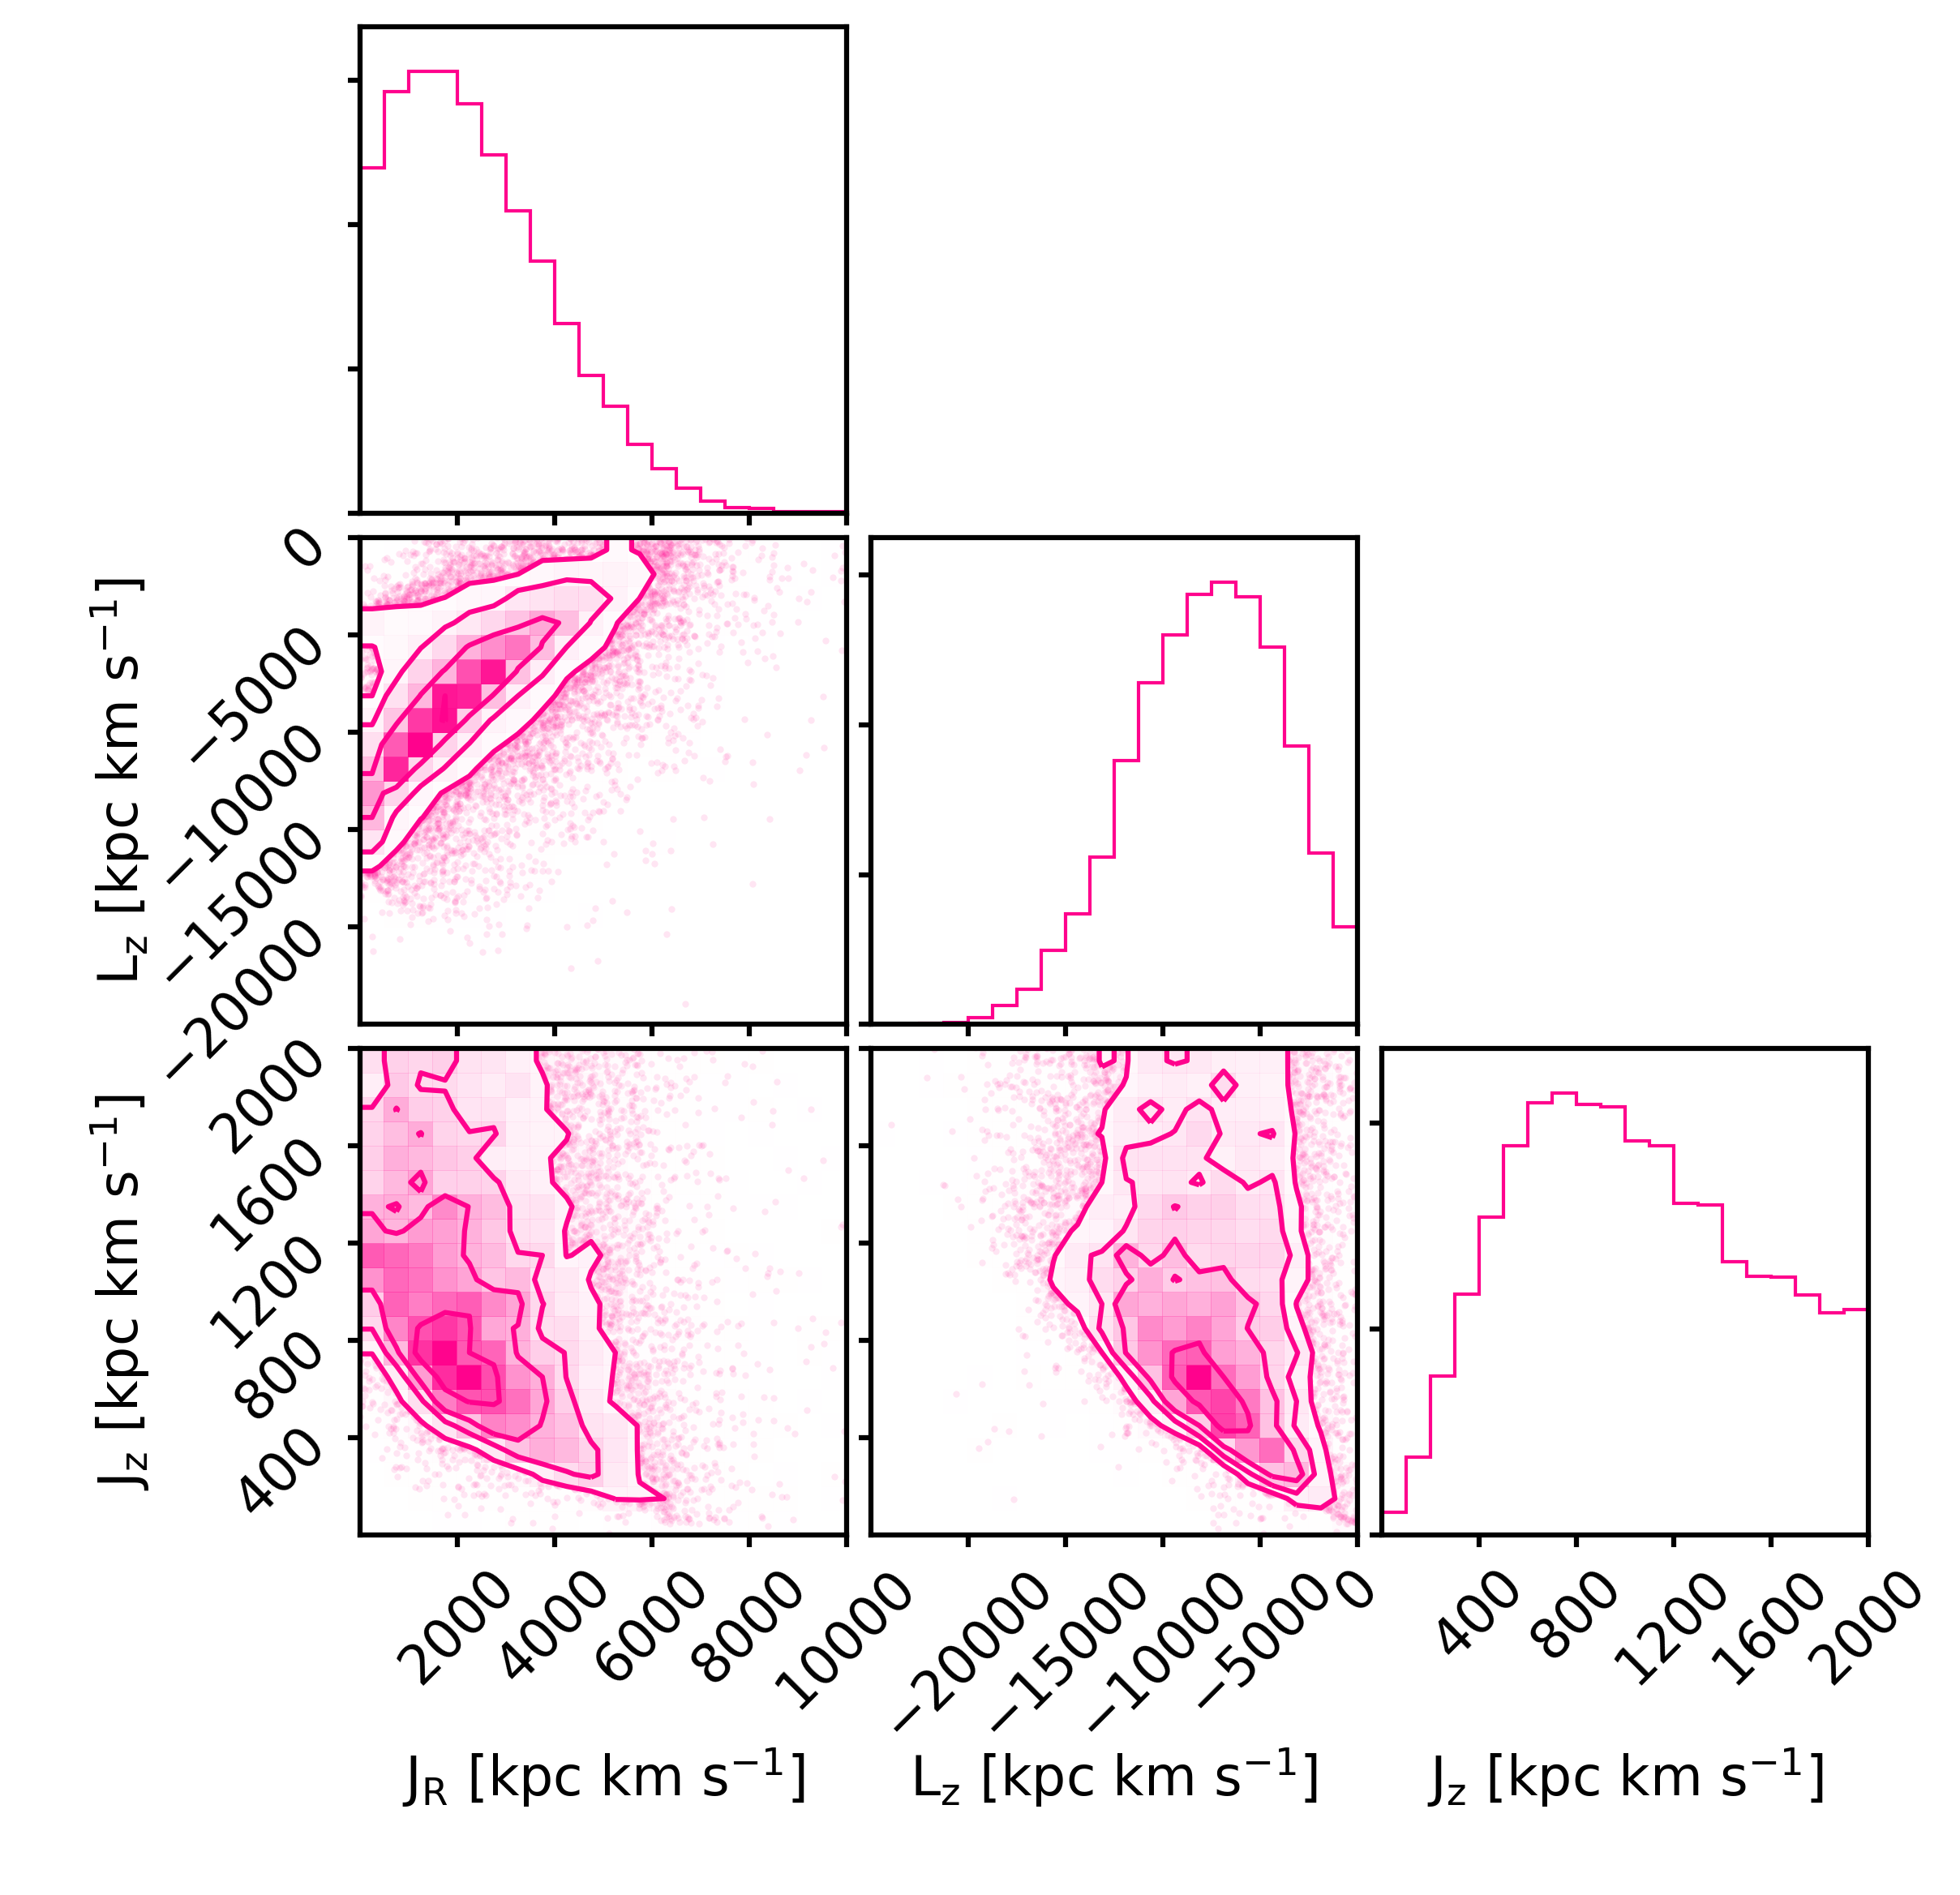 0
−5000
−10000
−15000
−20000
L_z [kpc km s⁻¹]
2000
1600
1200
800
400
J_z [kpc km s⁻¹]
2000 4000 6000 8000 10000
−20000 −15000 −10000 −5000 0
400 800 1200 1600 2000
J_R [kpc km s⁻¹]
L_z [kpc km s⁻¹]
J_z [kpc km s⁻¹]